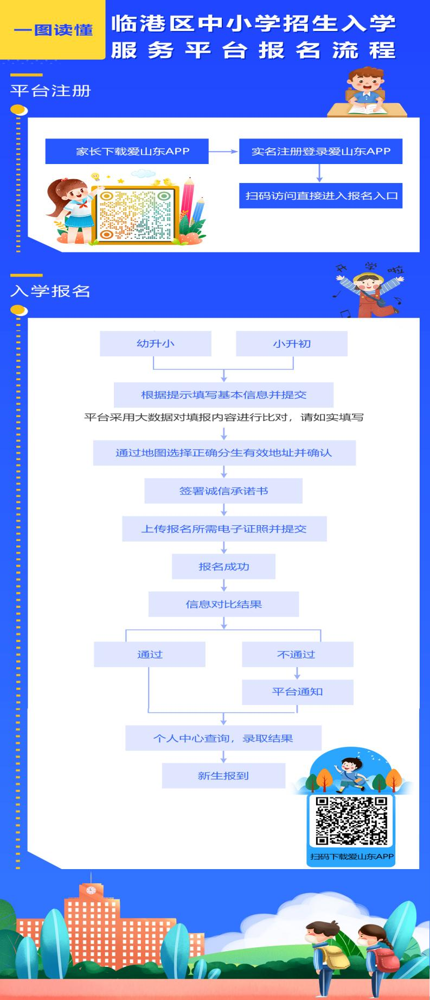 一图读懂
临港区中小学招生入学
服务平台报名流程
平台注册
家长下载爱山东APP
实名注册登录爱山东APP
扫码访问直接进入报名入口
开学啦
入学报名
幼升小
小升初
根据提示填写基本信息并提交
平台采用大数据对填报内容进行比对，请如实填写
通过地图选择正确分生有效地址并确认
签署诚信承诺书
上传报名所需电子证照并提交
报名成功
信息对比结果
通过
不通过
平台通知
个人中心查询，录取结果
新生报到
扫码下载爱山东APP